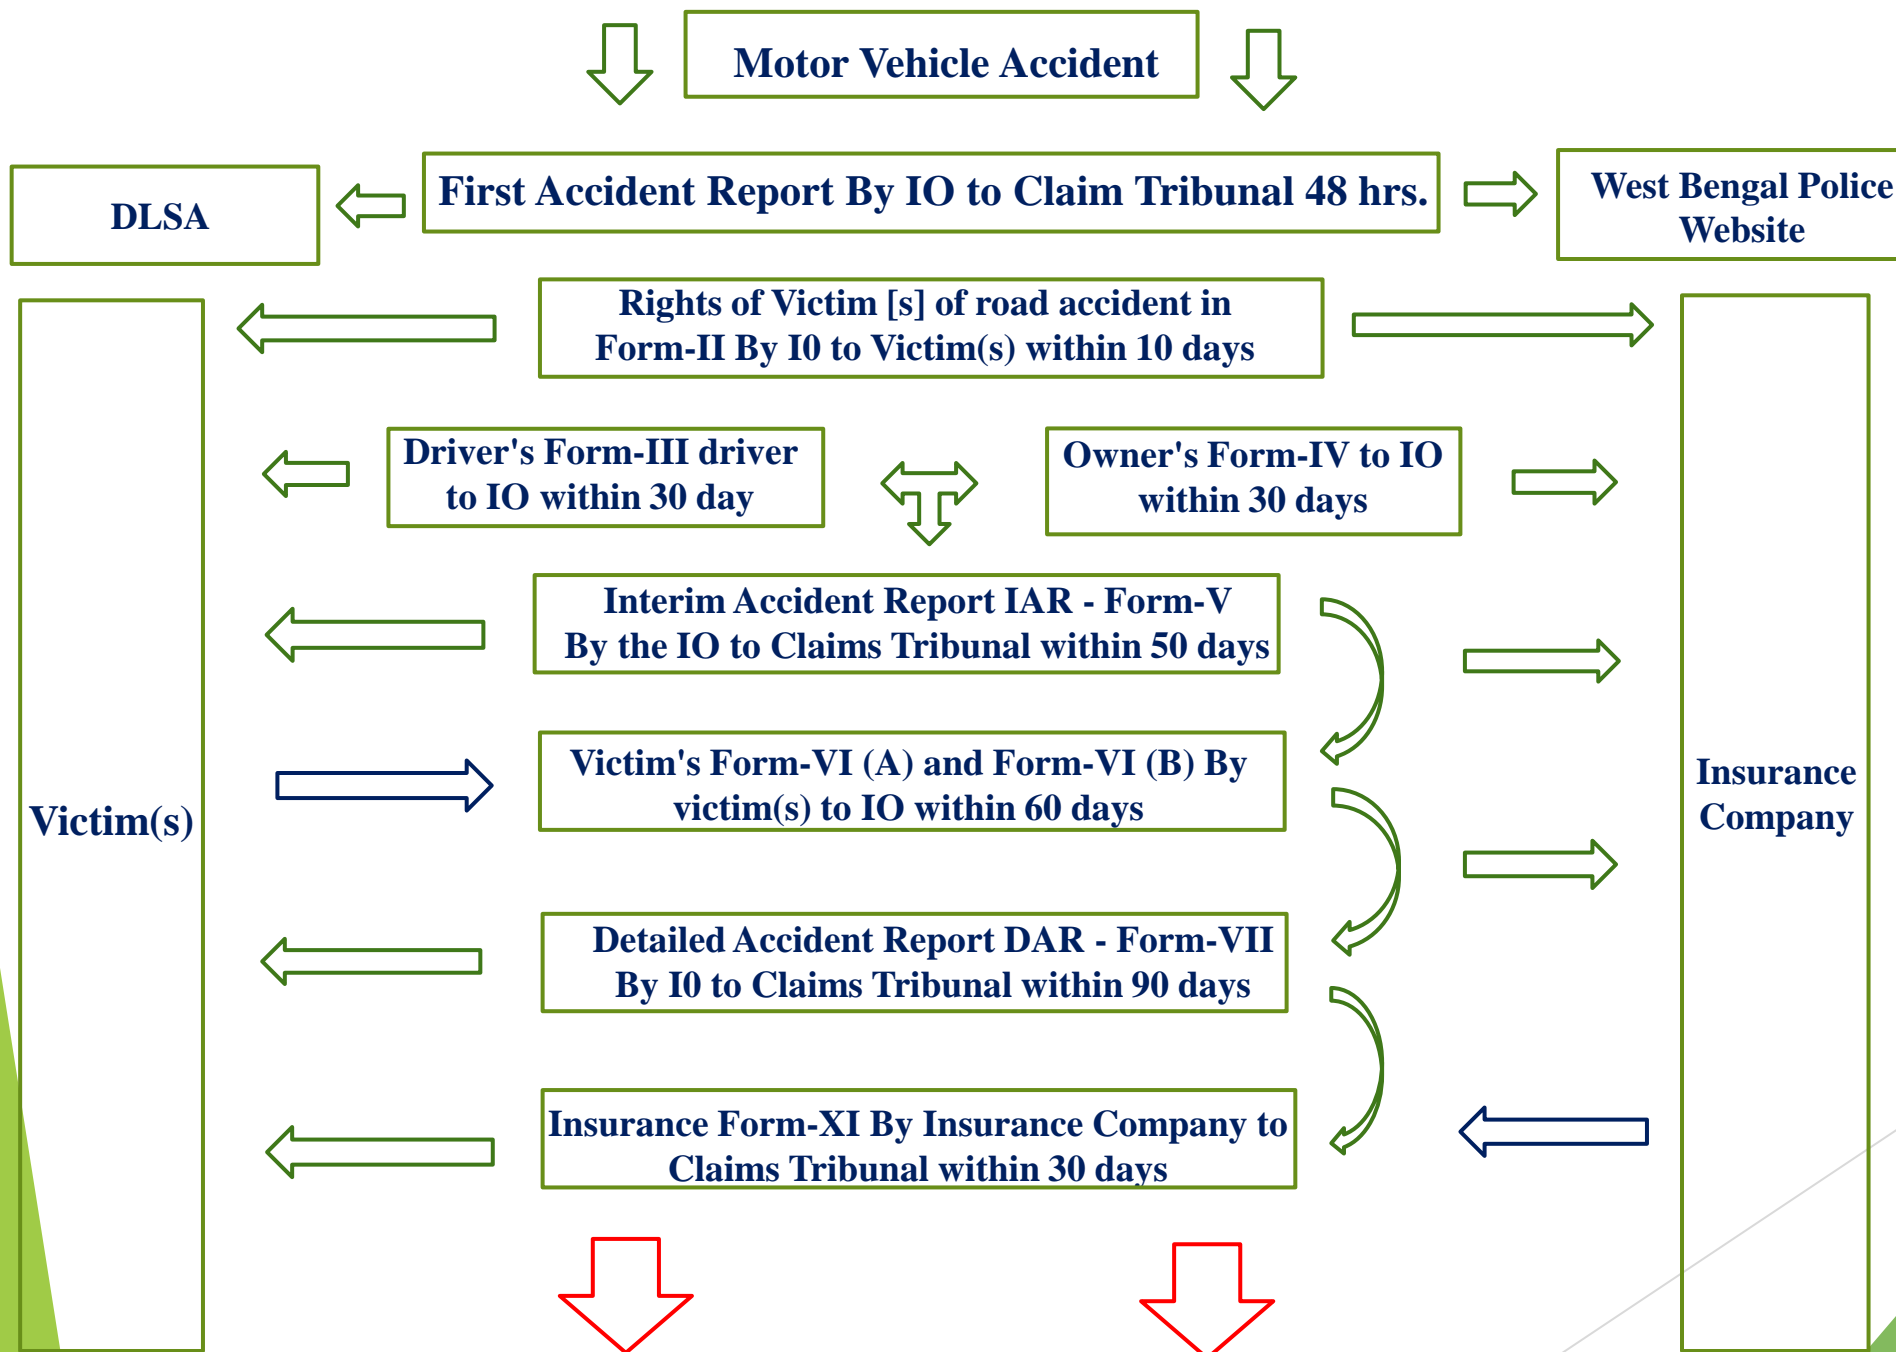 Motor Vehicle Accident
DLSA
First Accident Report By IO to Claim Tribunal 48 hrs.
West Bengal Police
Website
Rights of Victim [s] of road accident in
Form-II By I0 to Victim(s) within 10 days
Driver's Form-III driver
to IO within 30 day
Owner's Form-IV to IO
within 30 days
Interim Accident Report IAR - Form-V
By the IO to Claims Tribunal within 50 days
Victim's Form-VI (A) and Form-VI (B) By
victim(s) to IO within 60 days
Victim(s)
Insurance
Company
Detailed Accident Report DAR - Form-VII
By I0 to Claims Tribunal within 90 days
Insurance Form-XI By Insurance Company to
Claims Tribunal within 30 days